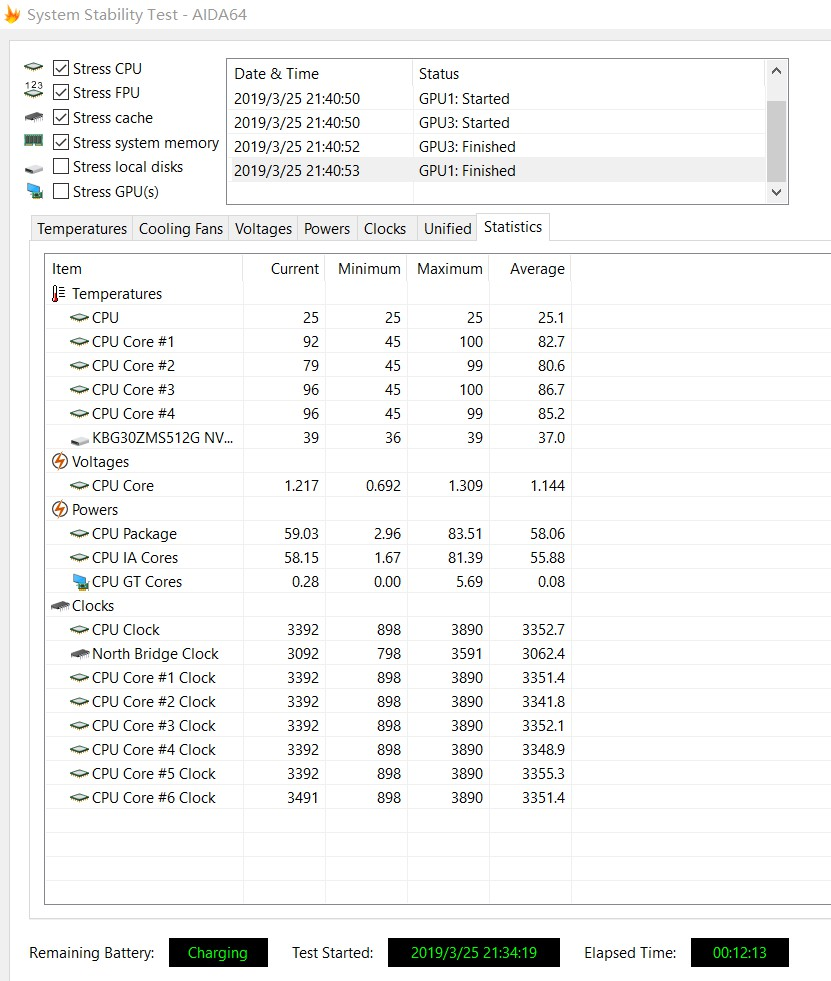 System Stability Test - AIDA64
Stress CPU
123
Stress FPU
Stress cache
Stress system memory
Stress local disks
Stress GPU(s)
Date & Time Status
2019/3/25 21:40:50 GPU1: Started
2019/3/25 21:40:50 GPU3: Started
2019/3/25 21:40:52 GPU3: Finished
2019/3/25 21:40:53 GPU1: Finished
Temperatures Cooling Fans Voltages Powers Clocks Unified Statistics
Item Current Minimum Maximum Average
Temperatures
CPU 25 25 25 25.1
CPU Core #1 92 45 100 82.7
CPU Core #2 79 45 99 80.6
CPU Core #3 96 45 100 86.7
CPU Core #4 96 45 99 85.2
KBG30ZMS512G NV... 39 36 39 37.0
Voltages
CPU Core 1.217 0.692 1.309 1.144
Powers
CPU Package 59.03 2.96 83.51 58.06
CPU IA Cores 58.15 1.67 81.39 55.88
CPU GT Cores 0.28 0.00 5.69 0.08
Clocks
CPU Clock 3392 898 3890 3352.7
North Bridge Clock 3092 798 3591 3062.4
CPU Core #1 Clock 3392 898 3890 3351.4
CPU Core #2 Clock 3392 898 3890 3341.8
CPU Core #3 Clock 3392 898 3890 3352.1
CPU Core #4 Clock 3392 898 3890 3348.9
CPU Core #5 Clock 3392 898 3890 3355.3
CPU Core #6 Clock 3491 898 3890 3351.4
Remaining Battery: Charging Test Started: 2019/3/25 21:34:19 Elapsed Time: 00:12:13